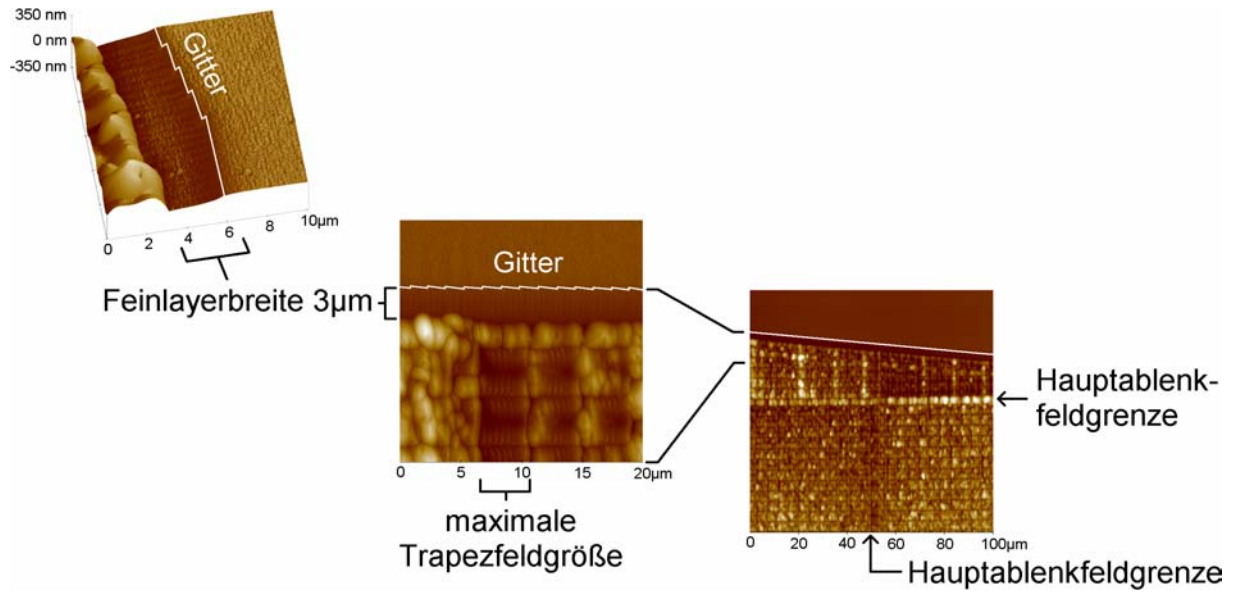 350 nm
0 nm
-350 nm
Gitter
0 2 4 6 8 10µm
Feinlayerbreite 3µm
Gitter
0 5 10 15 20µm
maximale
Trapezfeldgröße
Hauptablenk-
feldgrenze
0 20 40 60 80 100µm
Hauptablenkfeldgrenze